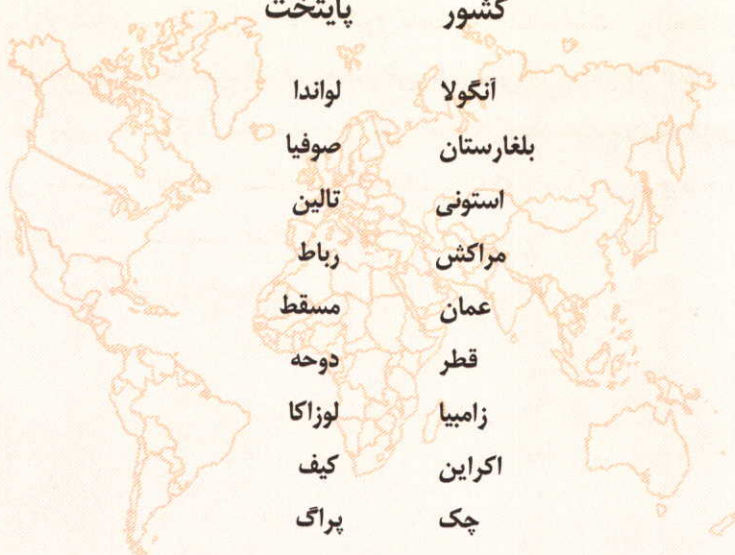 کشور پایتخت
آنگولا لواندا
بلغارستان صوفیا
استونی تالین
مراکش رباط
عمان مسقط
قطر دوحه
زامبیا لوزاکا
اکراین کیف
چک پراگ